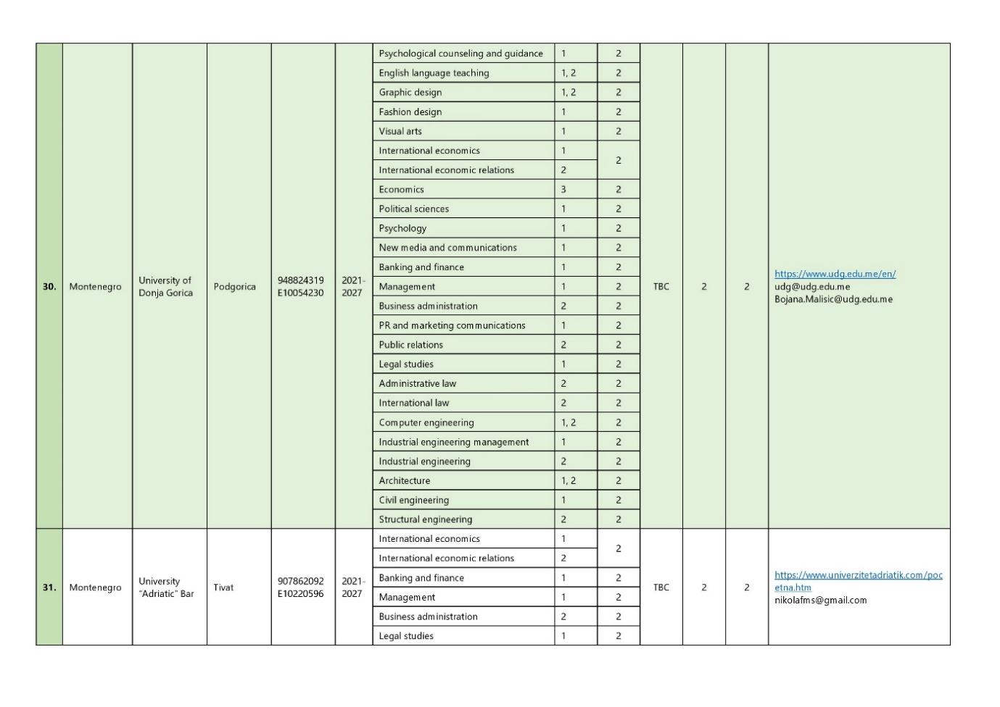 Psychological counseling and guidance 1 2
English language teaching 1, 2 2
Graphic design 1, 2 2
Fashion design 1 2
Visual arts 1 2
International economics 1
2
International economic relations 2
Economics 3 2
Political sciences 1 2
Psychology 1 2
New media and communications 1 2
Banking and finance 1 2
30. Montenegro University of Donja Gorica Podgorica 948824319 E10054230 2021-2027 Management 1 2 TBC 2 2
https://www.udg.edu.me/en/
udg@udg.edu.me
Bojana.Malisic@udg.edu.me
Business administration 2 2
PR and marketing communications 1 2
Public relations 2 2
Legal studies 1 2
Administrative law 2 2
International law 2 2
Computer engineering 1, 2 2
Industrial engineering management 1 2
Industrial engineering 2 2
Architecture 1, 2 2
Civil engineering 1 2
Structural engineering 2 2
International economics 1
2
International economic relations 2
Banking and finance 1 2
31. Montenegro University "Adriatic" Bar Tivat 907862092 E10220596 2021-2027 TBC 2 2
https://www.univerzitetadriatik.com/poc
etna.htm
nikolafms@gmail.com
Management 1 2
Business administration 2 2
Legal studies 1 2